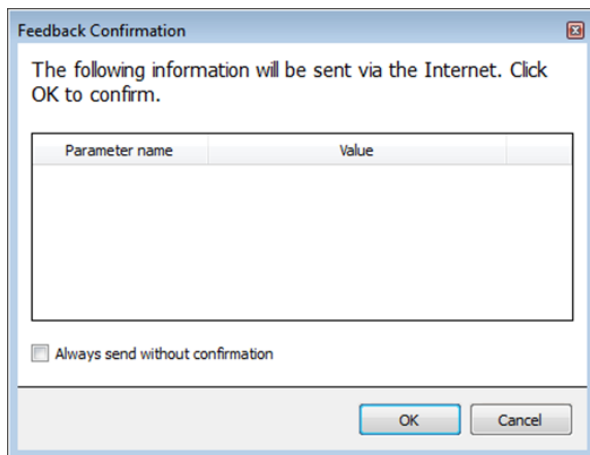 Feedback Confirmation
The following information will be sent via the Internet. Click
OK to confirm.
Parameter name Value
Always send without confirmation
OK Cancel